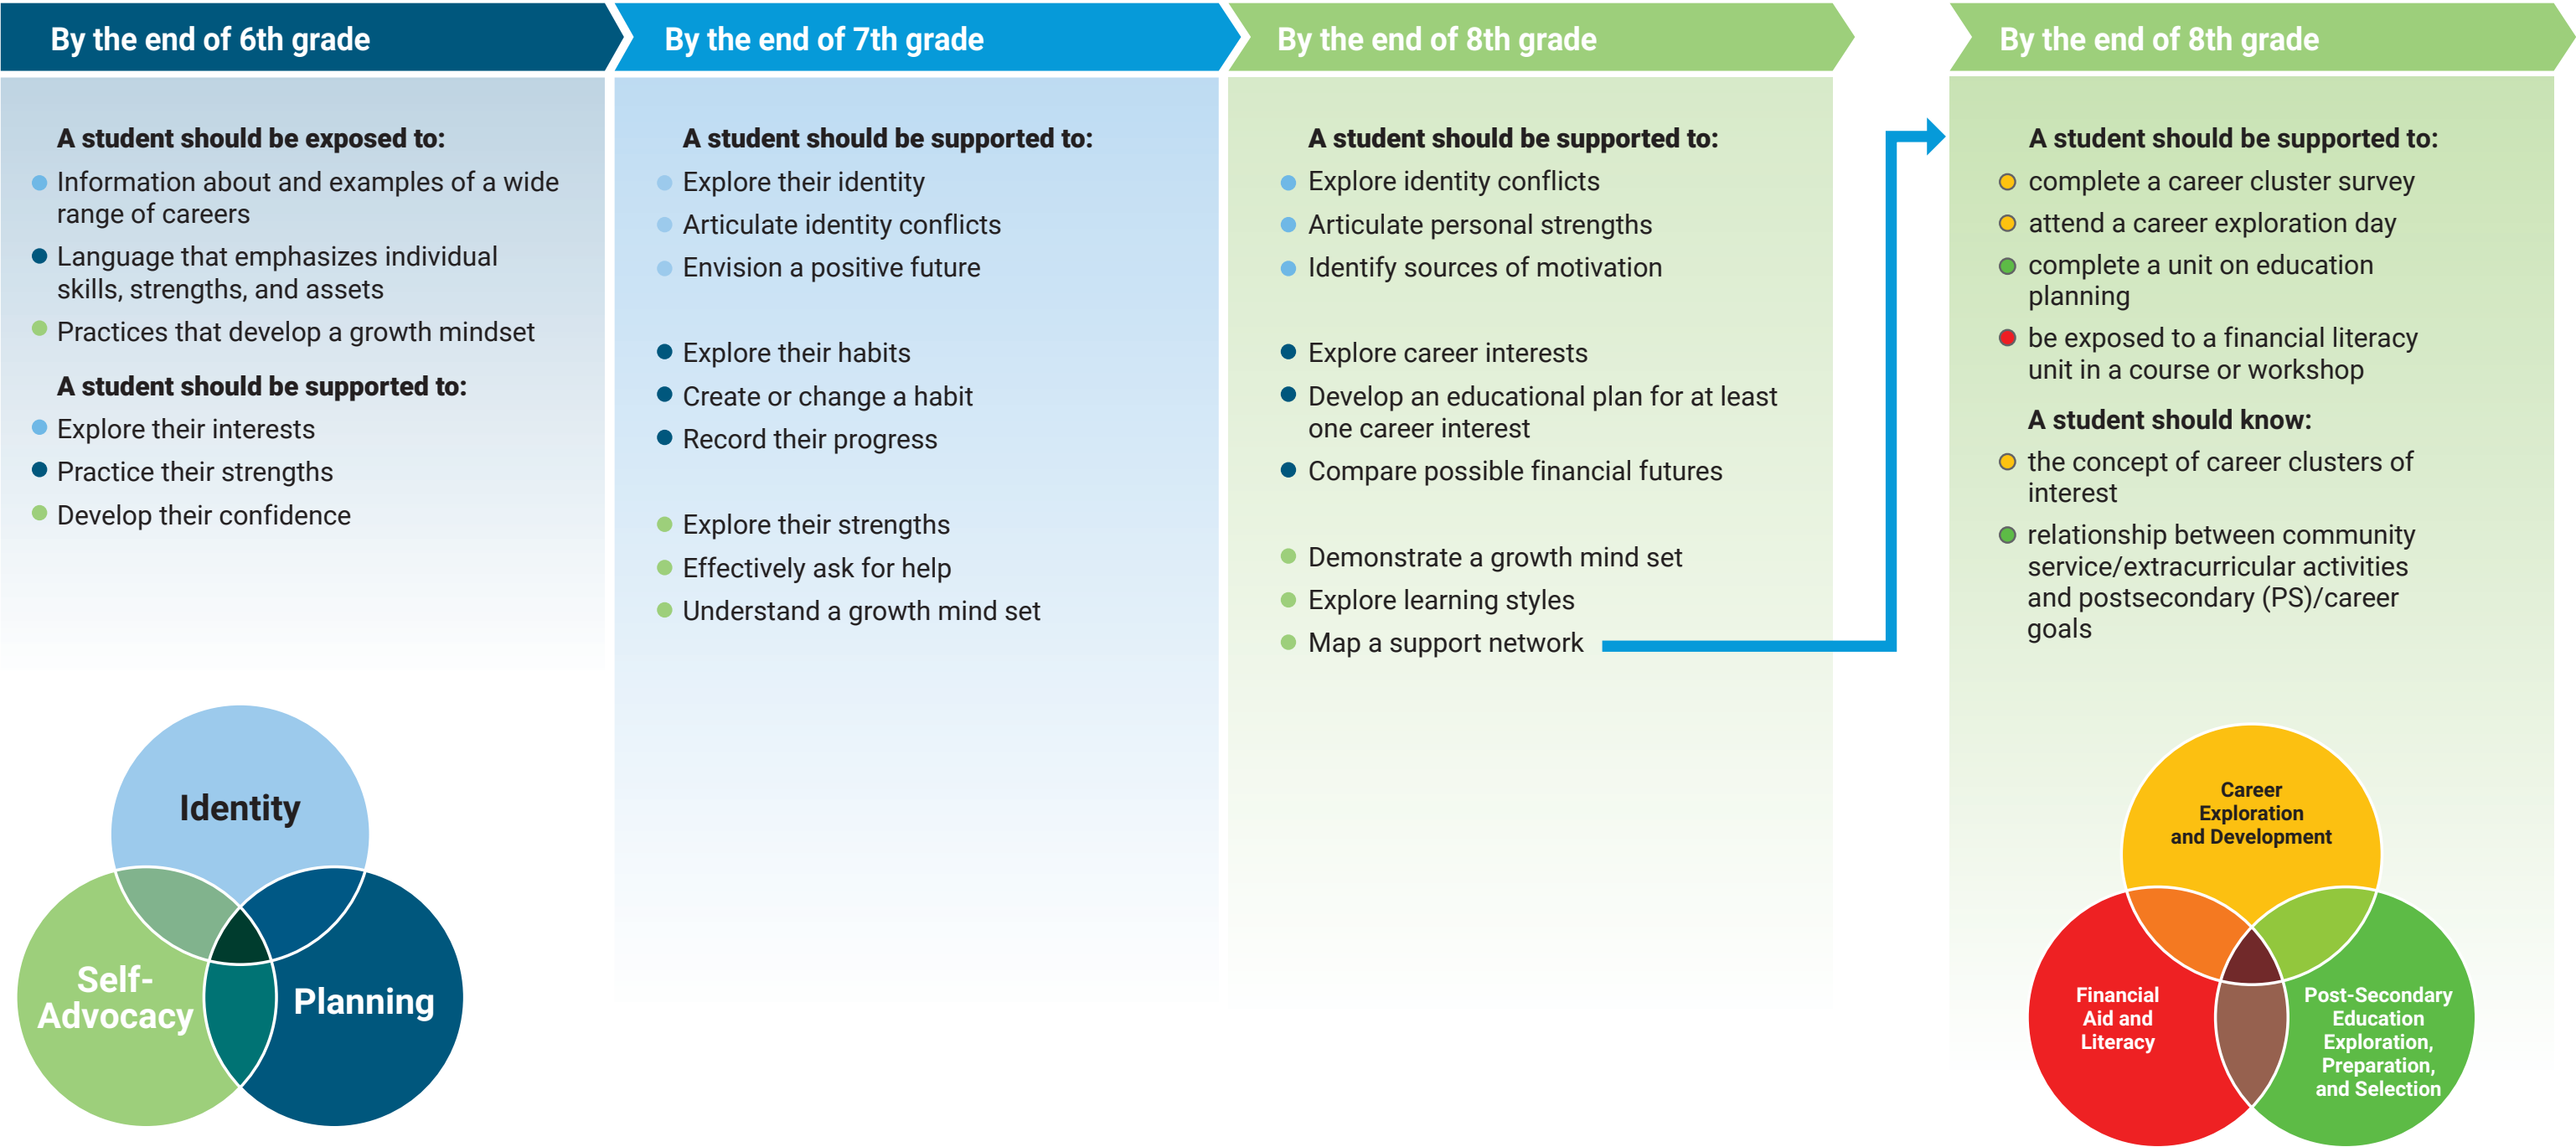 By the end of 6th grade
A student should be exposed to:
Information about and examples of a wide
range of careers
Language that emphasizes individual
skills, strengths, and assets
Practices that develop a growth mindset
A student should be supported to:
Explore their interests
Practice their strengths
Develop their confidence
Identity
Self-
Advocacy
Planning
By the end of 7th grade
A student should be supported to:
Explore their identity
Articulate identity conflicts
Envision a positive future
Explore their habits
Create or change a habit
Record their progress
Explore their strengths
Effectively ask for help
Understand a growth mind set
By the end of 8th grade
A student should be supported to:
Explore identity conflicts
Articulate personal strengths
Identify sources of motivation
Explore career interests
Develop an educational plan for at least
one career interest
Compare possible financial futures
Demonstrate a growth mind set
Explore learning styles
Map a support network
By the end of 8th grade
A student should be supported to:
complete a career cluster survey
attend a career exploration day
complete a unit on education
planning
be exposed to a financial literacy
unit in a course or workshop
A student should know:
the concept of career clusters of
interest
relationship between community
service/extracurricular activities
and postsecondary (PS)/career
goals
Career
Exploration
and Development
Financial
Aid and
Literacy
Post-Secondary
Education
Exploration,
Preparation,
and Selection